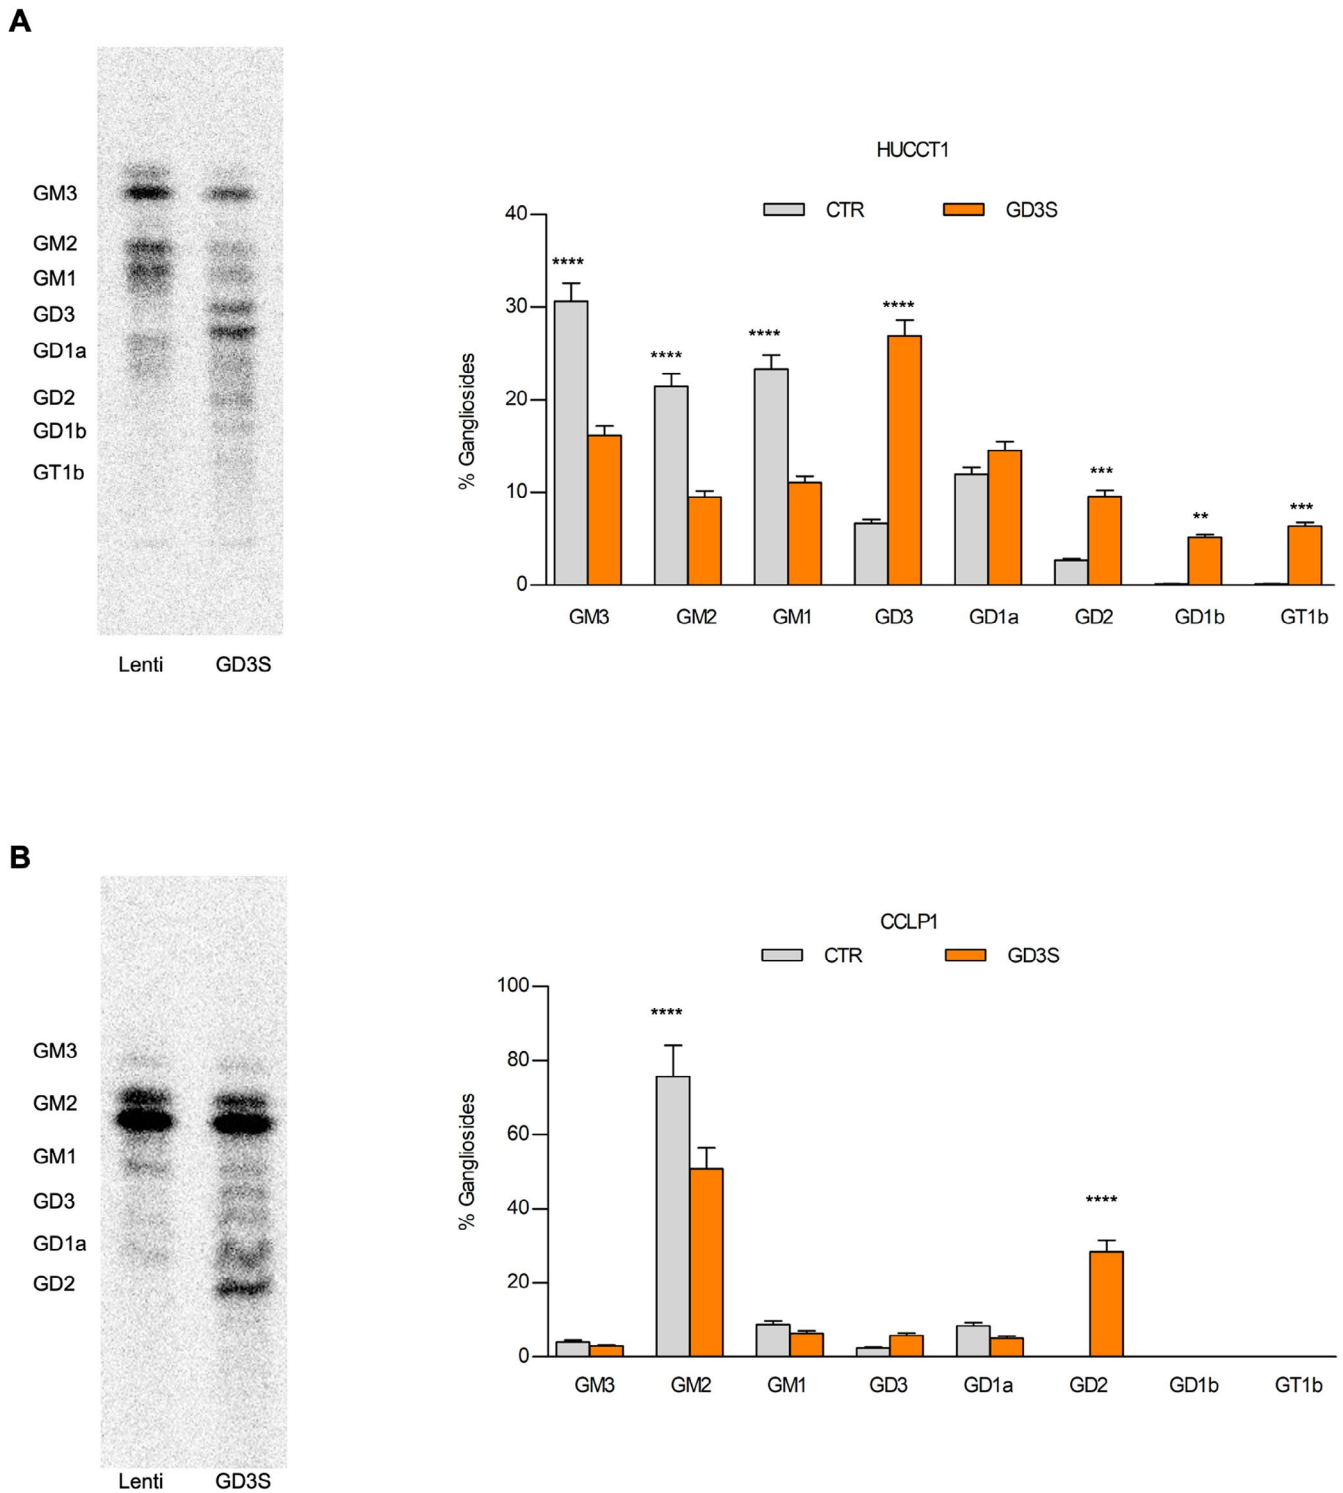 A
GM3
GM2
GM1
GD3
GD1a
GD2
GD1b
GT1b
Lenti GD3S
HUCCT1
CTR GD3S
% Gangliosides
40
30
20
10
0
**** **** **** **** *** ** ***
GM3 GM2 GM1 GD3 GD1a GD2 GD1b GT1b
B
GM3
GM2
GM1
GD3
GD1a
GD2
Lenti GD3S
CCLP1
CTR GD3S
% Gangliosides
100
80
60
40
20
0
**** ****
GM3 GM2 GM1 GD3 GD1a GD2 GD1b GT1b